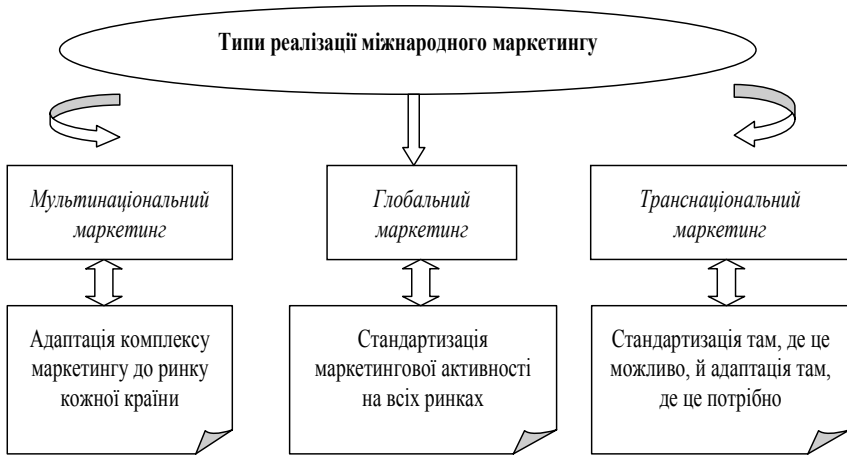 Типи реалізації міжнародного маркетингу
Мультинаціональний
маркетинг
Глобальний
маркетинг
Транснаціональний
маркетинг
Адаптація комплексу
маркетингу до ринку
кожної країни
Стандартизація
маркетингової активності
на всіх ринках
Стандартизація там, де це
можливо, й адаптація там,
де це потрібно